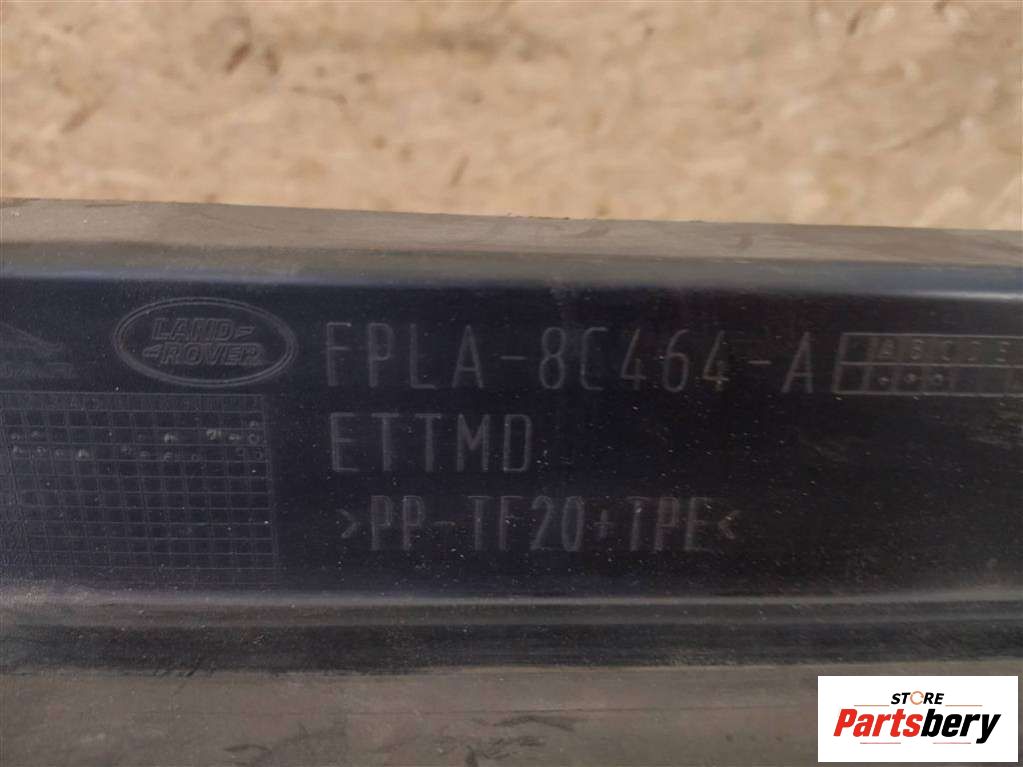 LAND
ROVER
FPLA-8C464-A
A B C D E
ETTMD
>PP-TF20+TPE<
STORE
Partsbery